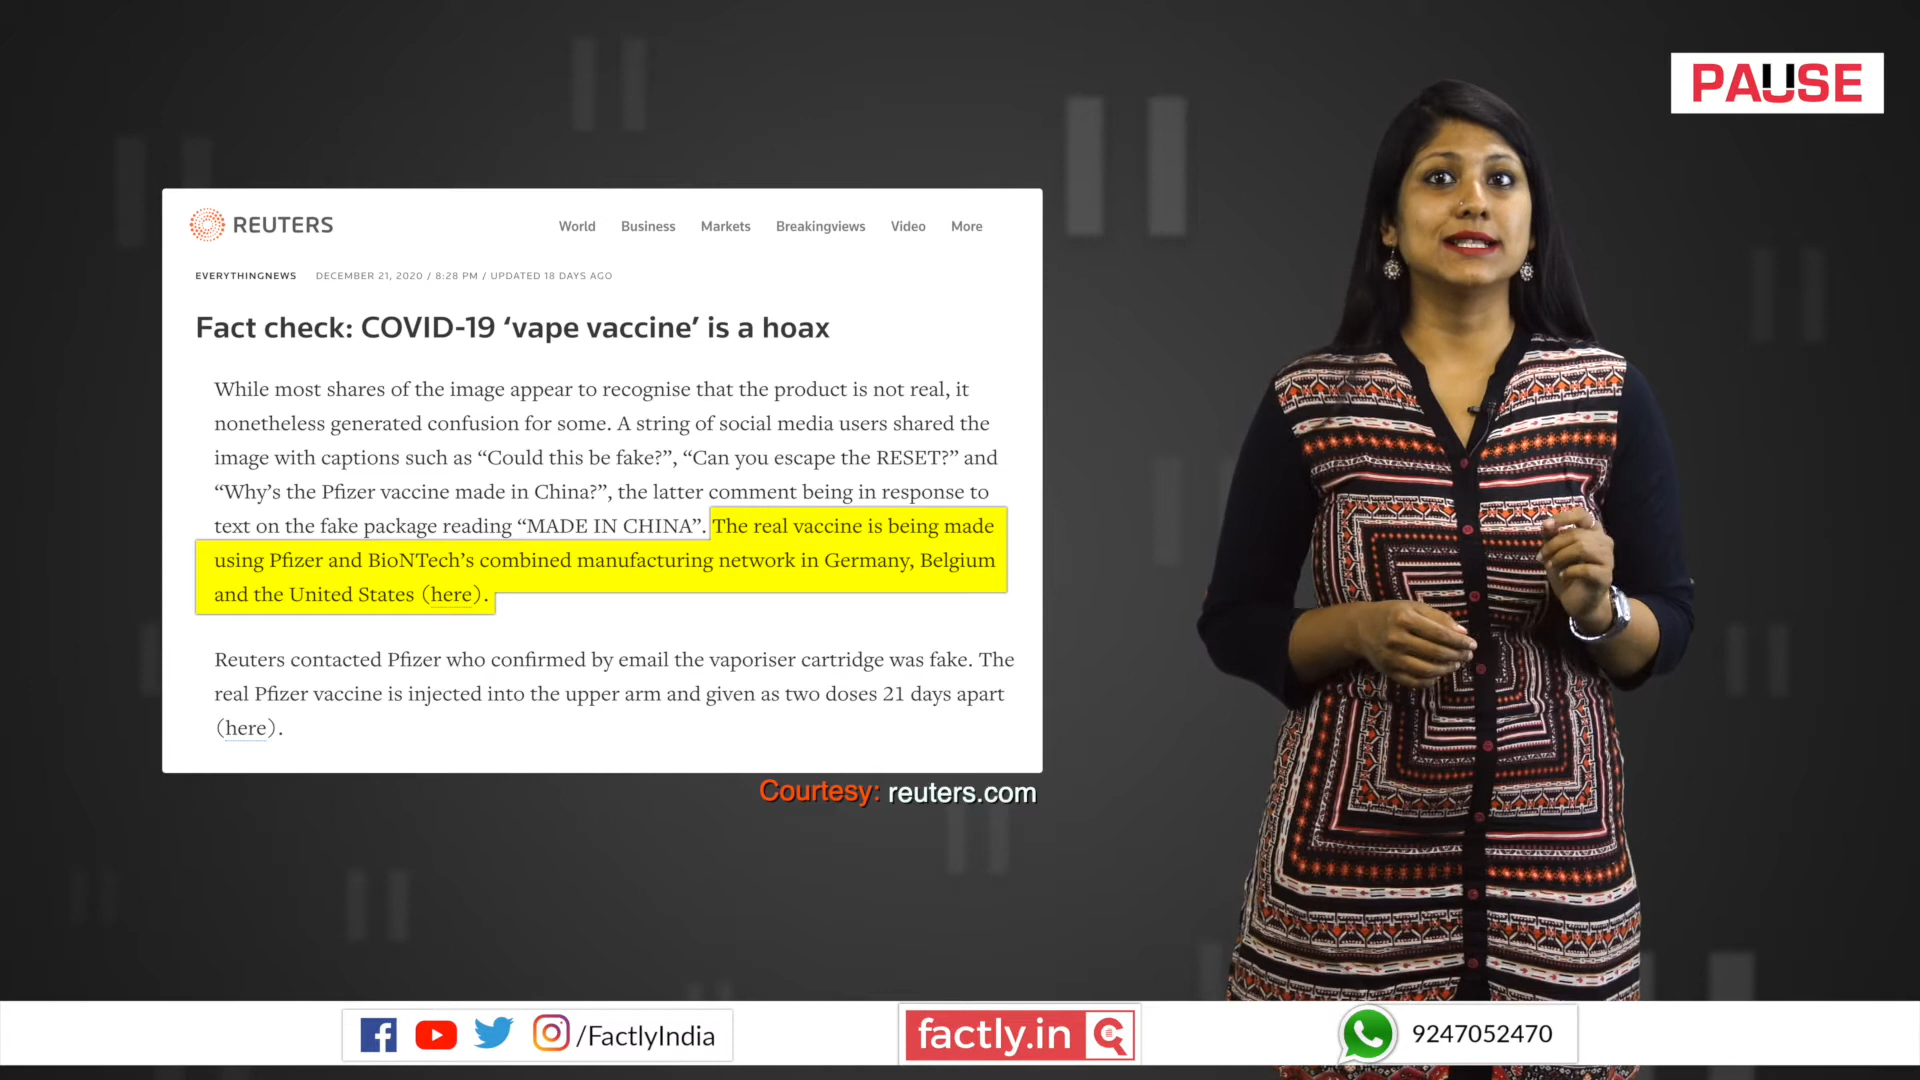 PAUSE
REUTERS
World Business Markets Breakingviews Video More
EVERYTHINGNEWS DECEMBER 21, 2020 / 8:28 PM / UPDATED 18 DAYS AGO
Fact check: COVID-19 ‘vape vaccine’ is a hoax
While most shares of the image appear to recognise that the product is not real, it
nonetheless generated confusion for some. A string of social media users shared the
image with captions such as “Could this be fake?”, “Can you escape the RESET?” and
“Why’s the Pfizer vaccine made in China?”, the latter comment being in response to
text on the fake package reading “MADE IN CHINA”. The real vaccine is being made
using Pfizer and BioNTech’s combined manufacturing network in Germany, Belgium
and the United States (here).
Reuters contacted Pfizer who confirmed by email the vaporiser cartridge was fake. The
real Pfizer vaccine is injected into the upper arm and given as two doses 21 days apart
(here).
Courtesy: reuters.com
/FactlyIndia
factly.in
9247052470